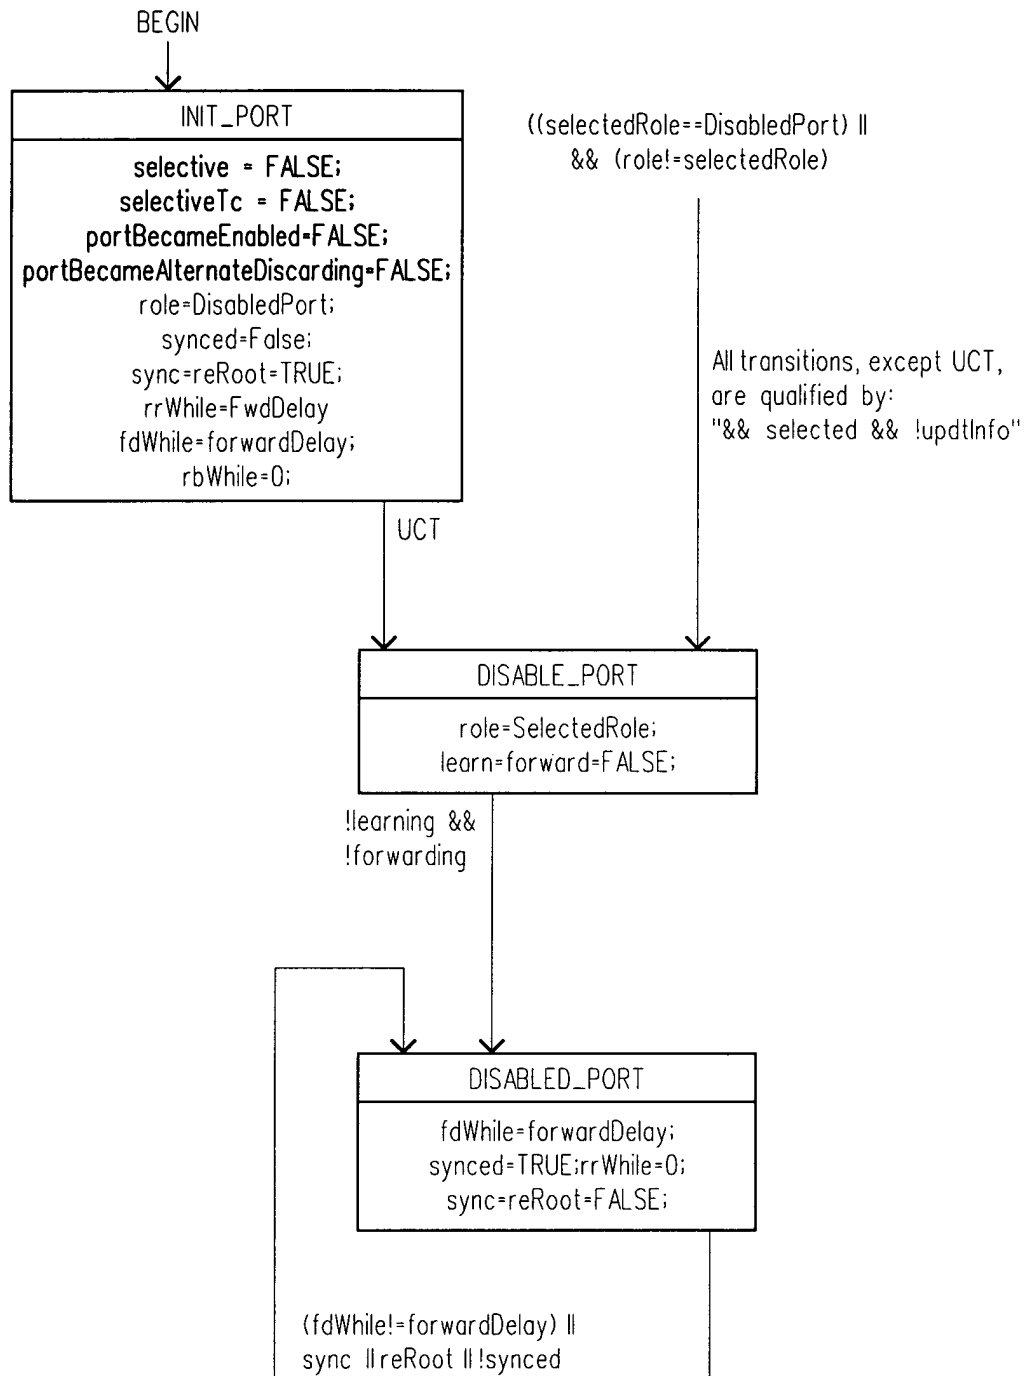 BEGIN
INIT_PORT
selective = FALSE;
selectiveTc = FALSE;
portBecameEnabled=FALSE;
portBecameAlternateDiscarding=FALSE;
role=DisabledPort;
synced=False;
sync=reRoot=TRUE;
rrWhile=FwdDelay
fdWhile=forwardDelay;
rbWhile=0;
((selectedRole==DisabledPort) ||
&& (role!=selectedRole)
All transitions, except UCT,
are qualified by:
"&& selected && !updtInfo"
UCT
DISABLE_PORT
role=SelectedRole;
learn=forward=FALSE;
!learning &&
!forwarding
DISABLED_PORT
fdWhile=forwardDelay;
synced=TRUE;rrWhile=0;
sync=reRoot=FALSE;
(fdWhile!=forwardDelay) ||
sync ||reRoot || !synced